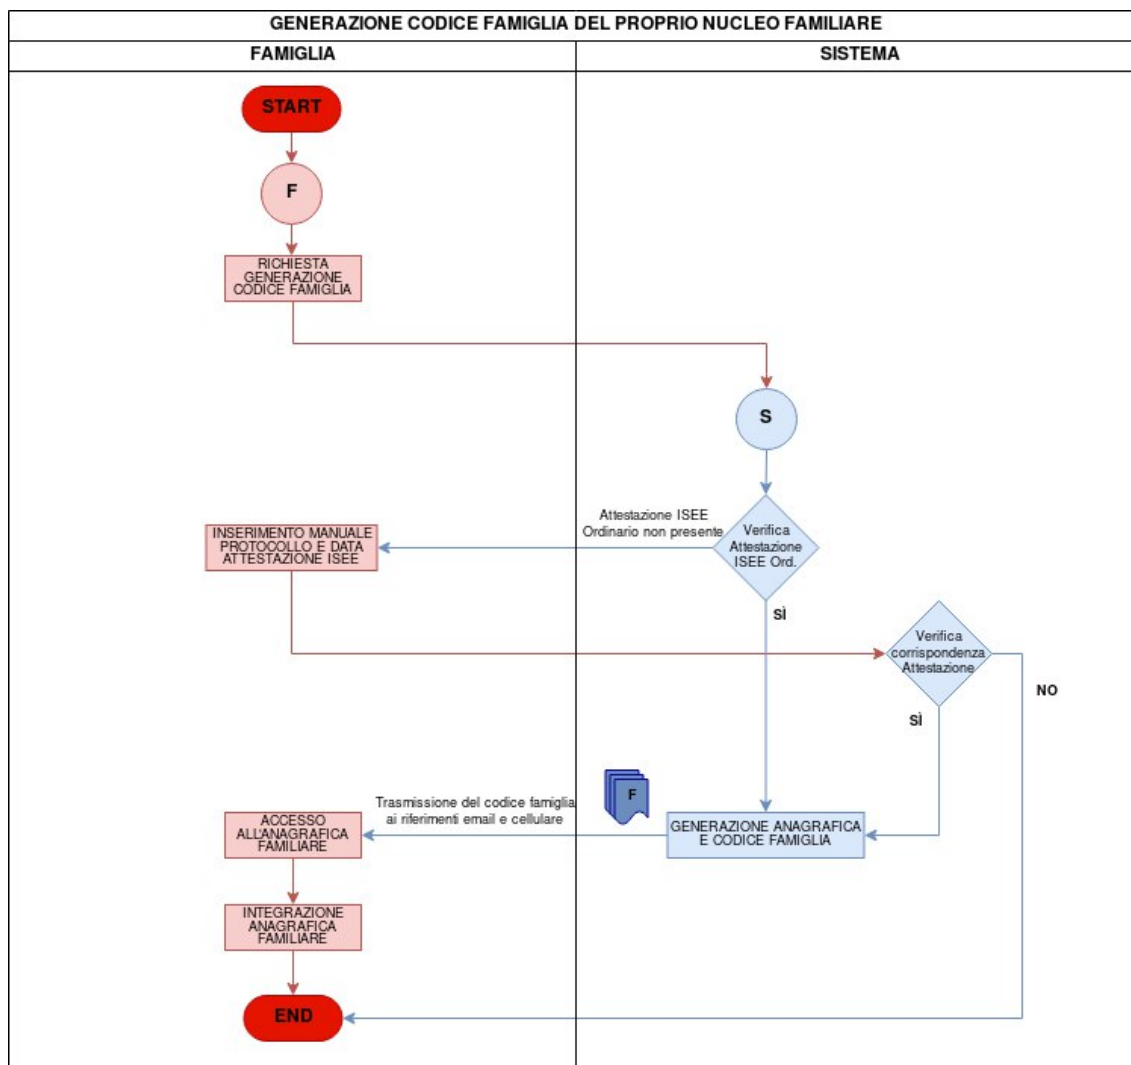 GENERAZIONE CODICE FAMIGLIA DEL PROPRIO NUCLEO FAMILIARE
FAMIGLIA
SISTEMA
START
F
RICHIESTA
GENERAZIONE
CODICE FAMIGLIA
S
Attestazione ISEE
Ordinario non presente
Verifica
Attestazione
ISEE Ord.
INSERIMENTO MANUALE
PROTOCOLLO E DATA
ATTESTAZIONE ISEE
SÌ
Verifica
corrispondenza
Attestazione
NO
SÌ
F
Trasmissione del codice famiglia
ai riferimenti email e cellulare
GENERAZIONE ANAGRAFICA
E CODICE FAMIGLIA
ACCESSO
ALL'ANAGRAFICA
FAMILIARE
INTEGRAZIONE
ANAGRAFICA
FAMILIARE
END